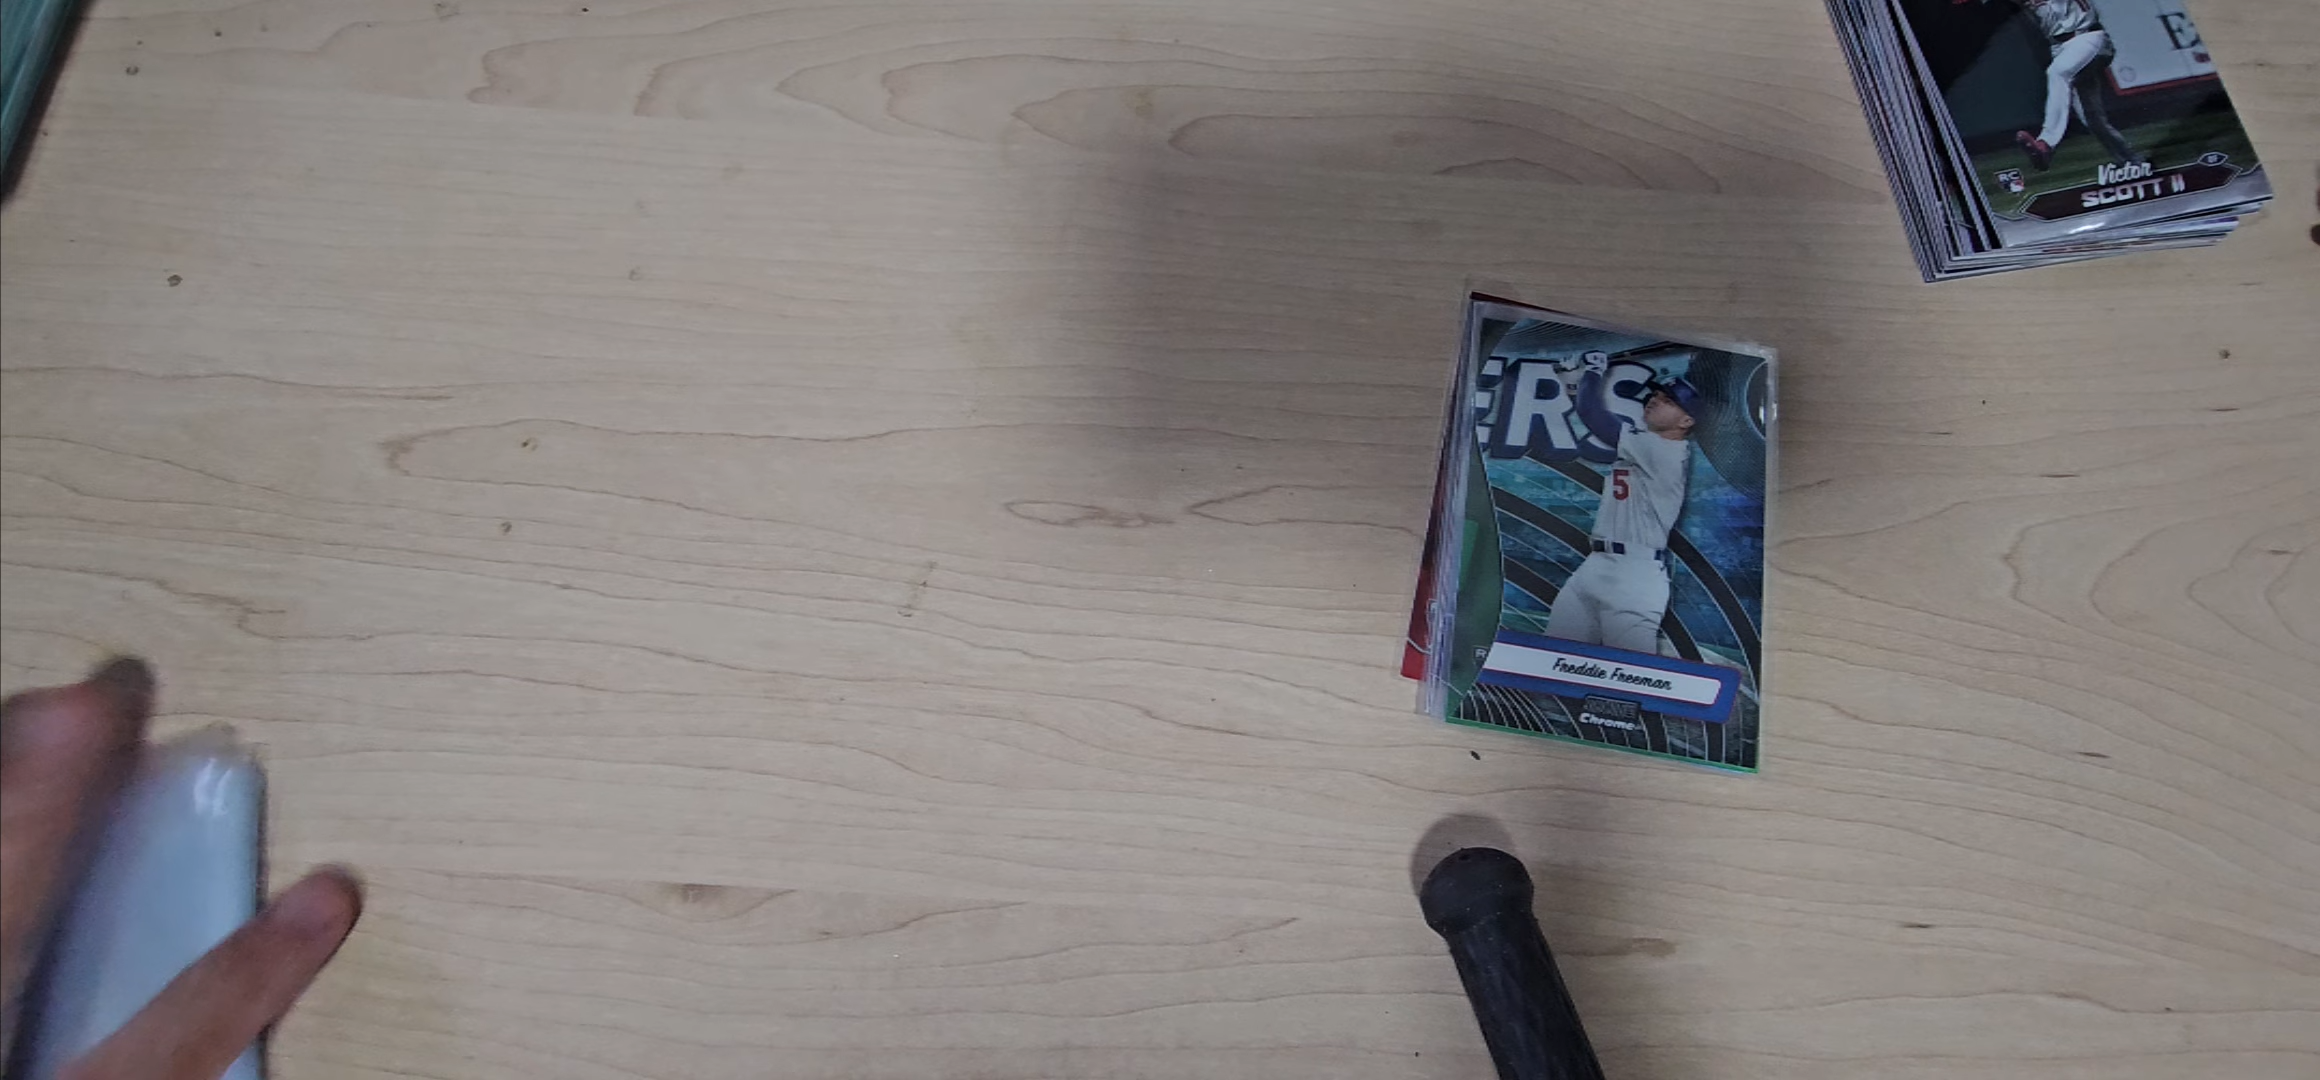 E
RC
Victor
SCOTT II
ERS
5
Freddie Freeman
Chrome